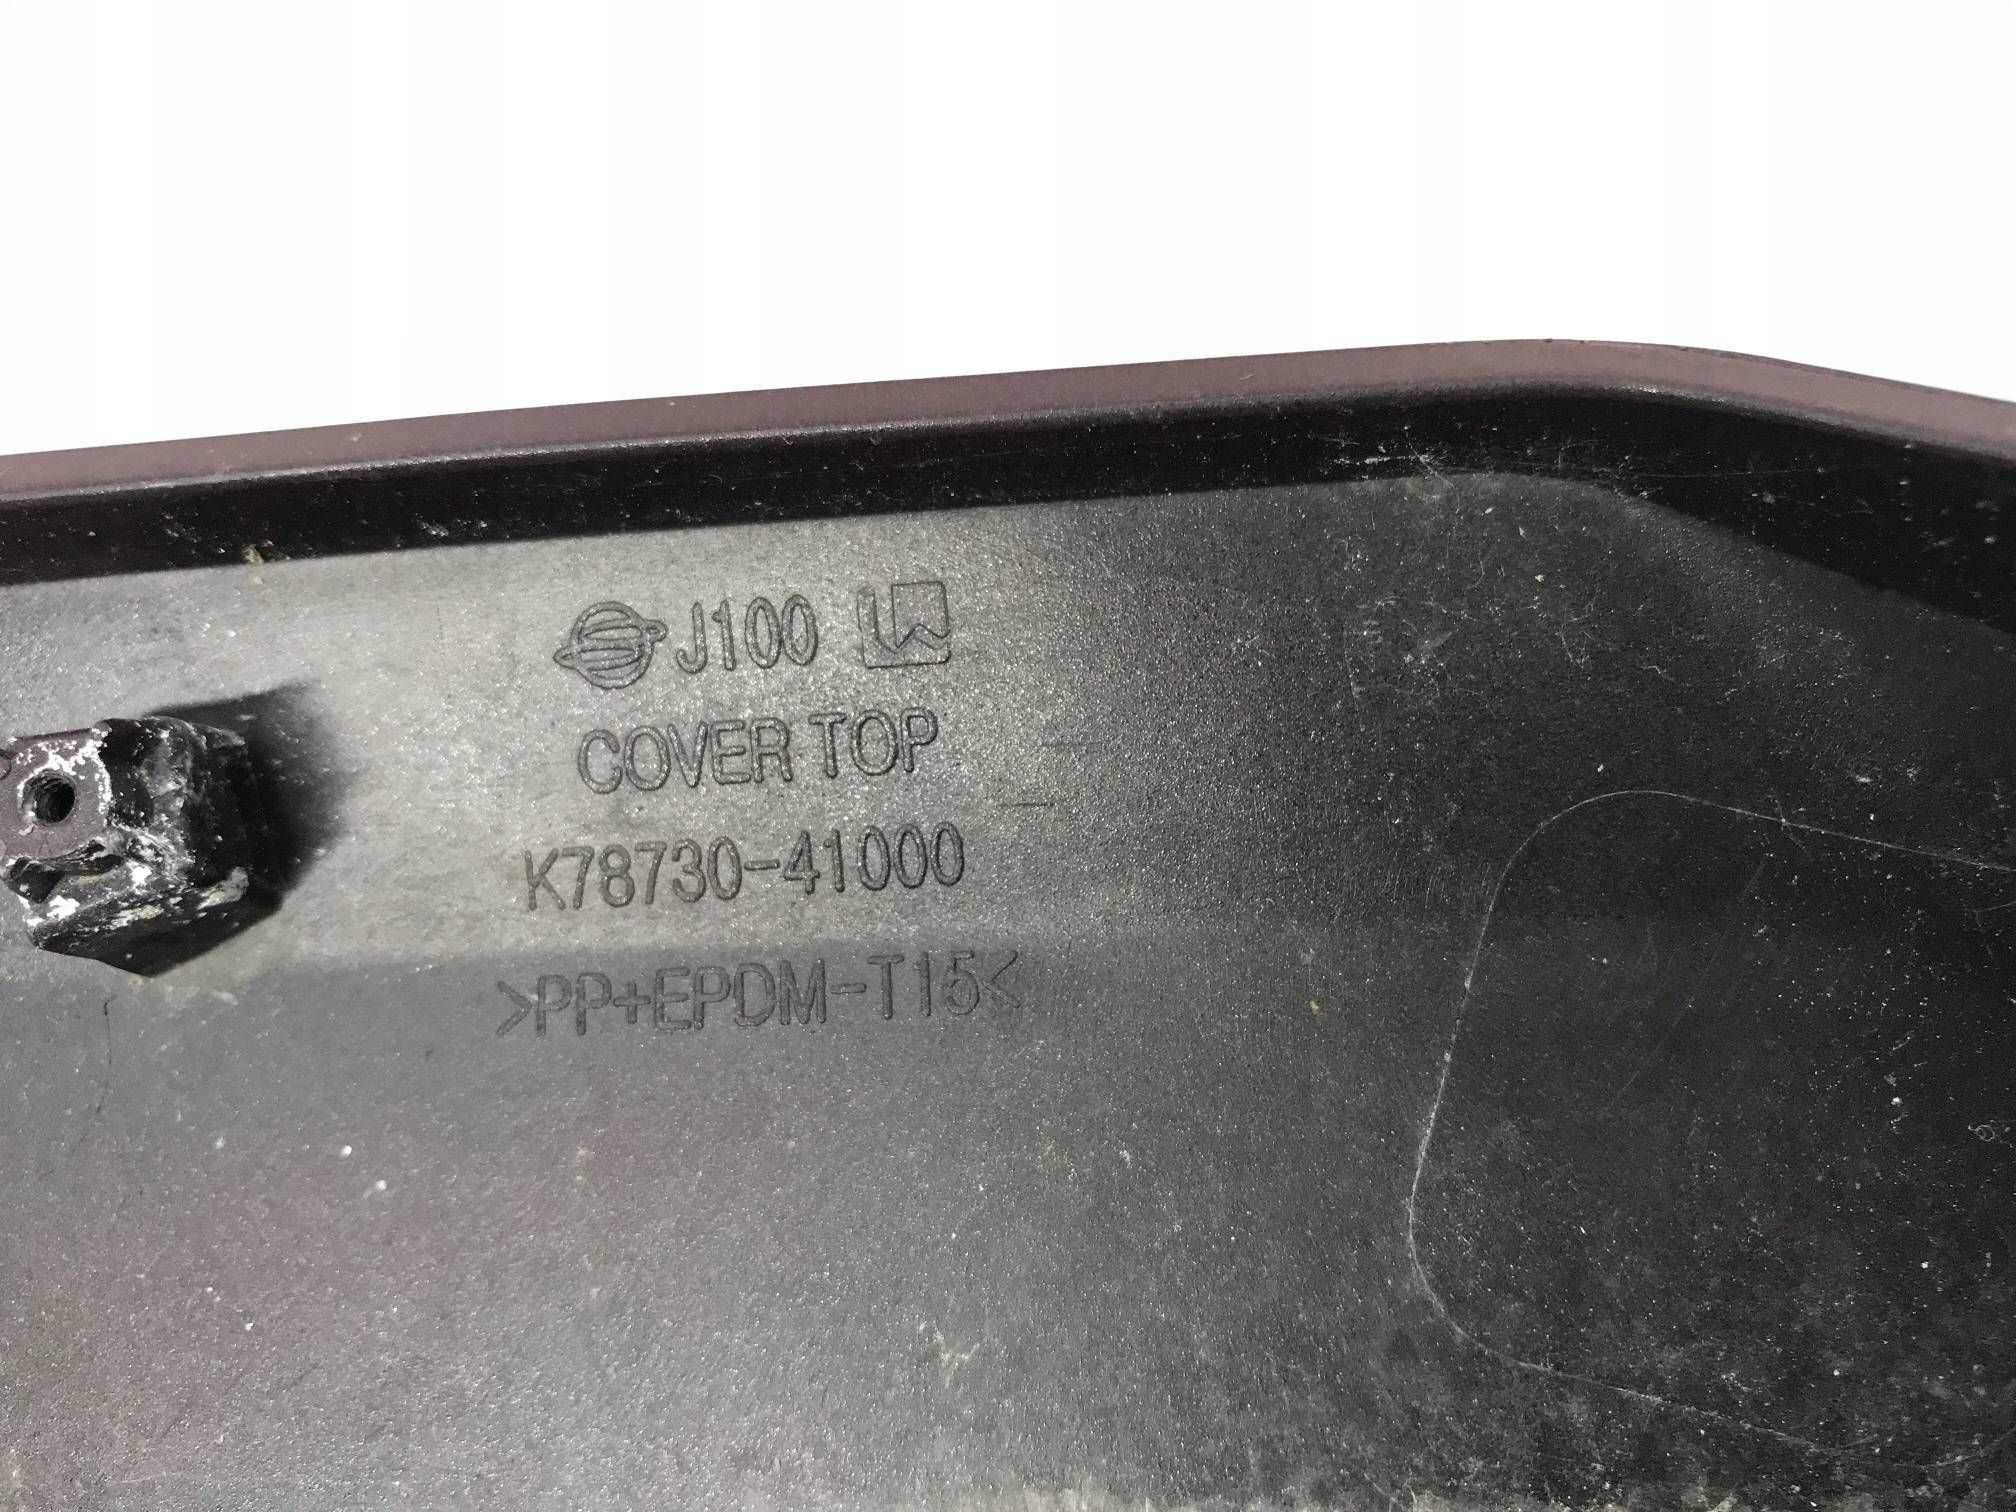 J100
COVER TOP
K78730-41000
>PP+EPDM-T15<